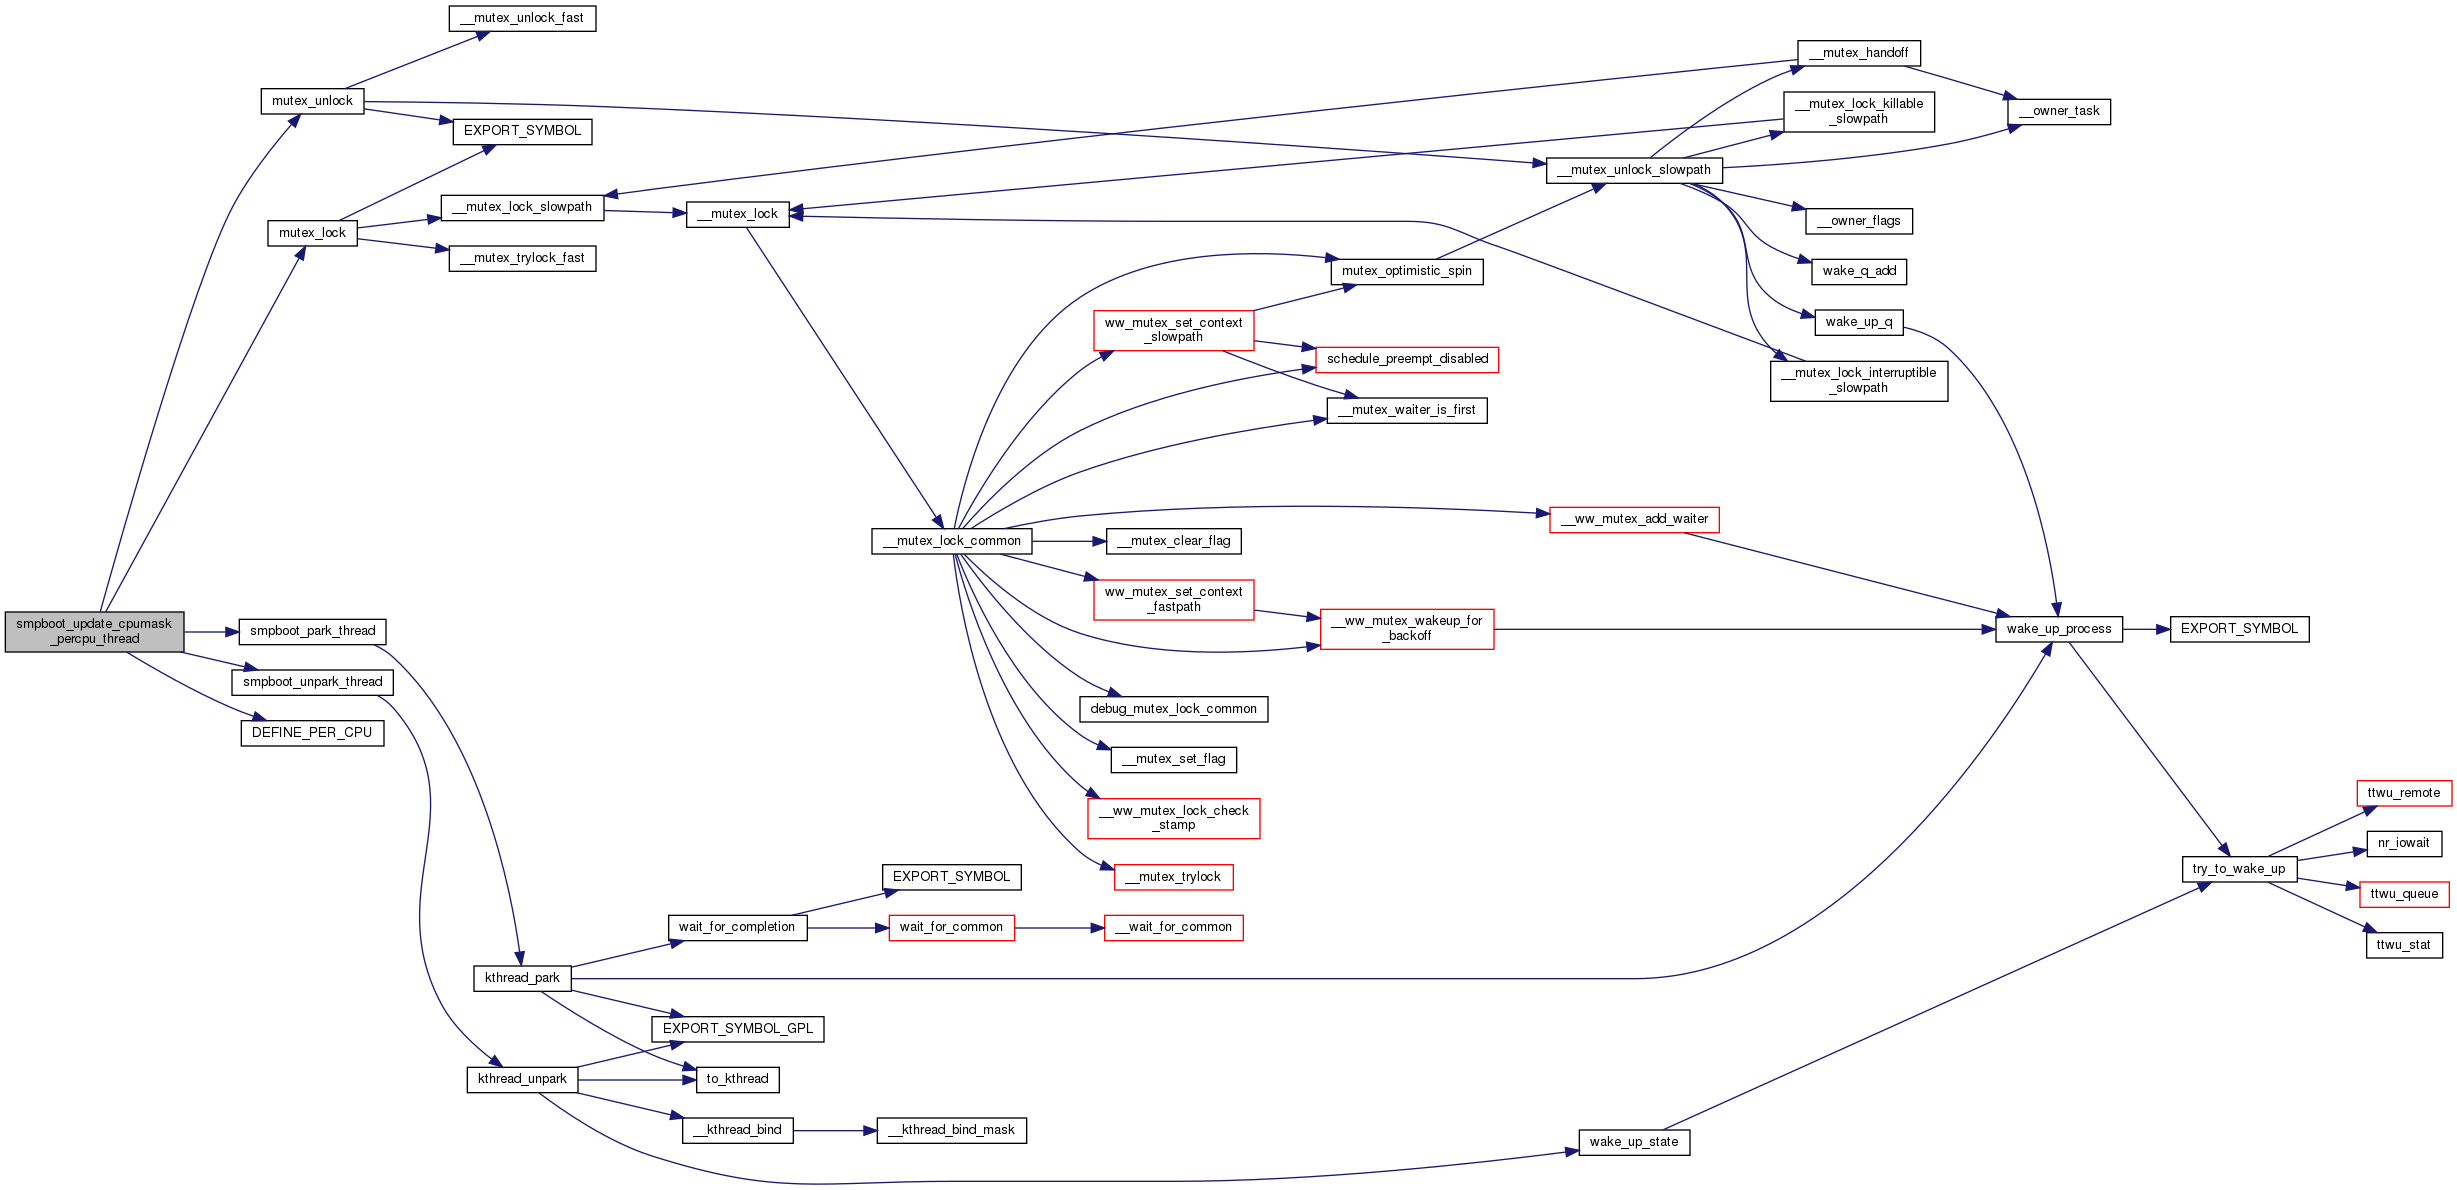 __mutex_unlock_fast
__mutex_handoff
mutex_unlock
EXPORT_SYMBOL
__mutex_lock_killable
_slowpath
__owner_task
__mutex_unlock_slowpath
__mutex_lock_slowpath
__mutex_lock
__owner_flags
mutex_lock
__mutex_trylock_fast
mutex_optimistic_spin
wake_q_add
ww_mutex_set_context
_slowpath
wake_up_q
schedule_preempt_disabled
__mutex_lock_interruptible
_slowpath
__mutex_waiter_is_first
__ww_mutex_add_waiter
__mutex_lock_common
__mutex_clear_flag
ww_mutex_set_context
_fastpath
smpboot_update_cpumask
_percpu_thread
smpboot_park_thread
__ww_mutex_wakeup_for
_backoff
wake_up_process
EXPORT_SYMBOL
smpboot_unpark_thread
debug_mutex_lock_common
DEFINE_PER_CPU
__mutex_set_flag
ttwu_remote
__ww_mutex_lock_check
_stamp
nr_iowait
try_to_wake_up
EXPORT_SYMBOL
__mutex_trylock
ttwu_queue
wait_for_completion
wait_for_common
__wait_for_common
ttwu_stat
kthread_park
EXPORT_SYMBOL_GPL
kthread_unpark
to_kthread
__kthread_bind
__kthread_bind_mask
wake_up_state